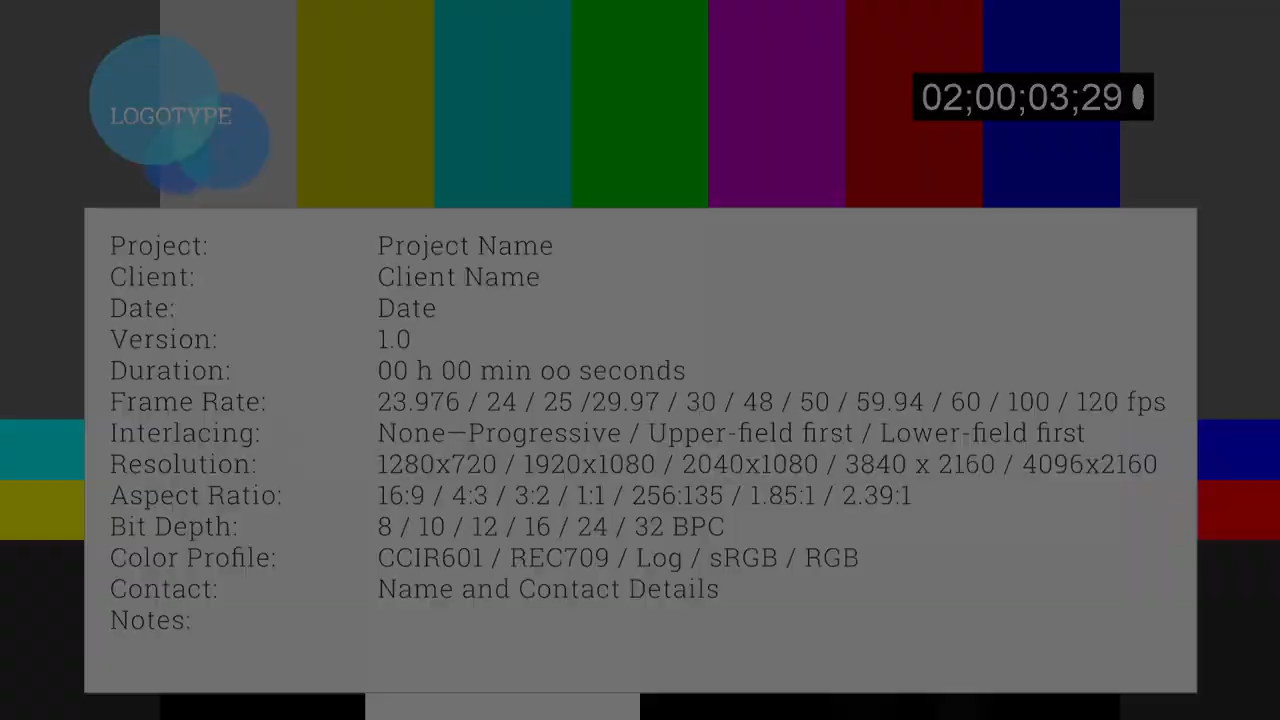 LOGOTYPE
02;00;03;29
Project: Project Name
Client: Client Name
Date: Date
Version: 1.0
Duration: 00 h 00 min oo seconds
Frame Rate: 23.976 / 24 / 25 /29.97 / 30 / 48 / 50 / 59.94 / 60 / 100 / 120 fps
Interlacing: None—Progressive / Upper-field first / Lower-field first
Resolution: 1280x720 / 1920x1080 / 2040x1080 / 3840 x 2160 / 4096x2160
Aspect Ratio: 16:9 / 4:3 / 3:2 / 1:1 / 256:135 / 1.85:1 / 2.39:1
Bit Depth: 8 / 10 / 12 / 16 / 24 / 32 BPC
Color Profile: CCIR601 / REC709 / Log / sRGB / RGB
Contact: Name and Contact Details
Notes: